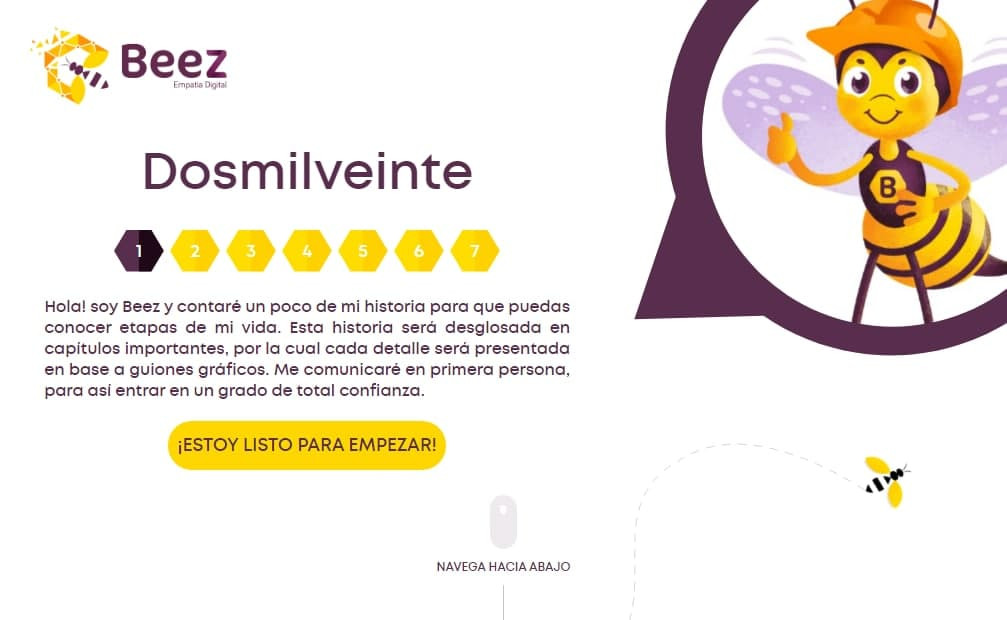 Beez
Empatia Digital
Dosmilveinte
1 2 3 4 5 6 7
Hola! soy Beez y contaré un poco de mi historia para que puedas
conocer etapas de mi vida. Esta historia será desglosada en
capítulos importantes, por la cual cada detalle será presentada
en base a guiones gráficos. Me comunicaré en primera persona,
para así entrar en un grado de total confianza.
¡ESTOY LISTO PARA EMPEZAR!
NAVEGA HACIA ABAJO
B